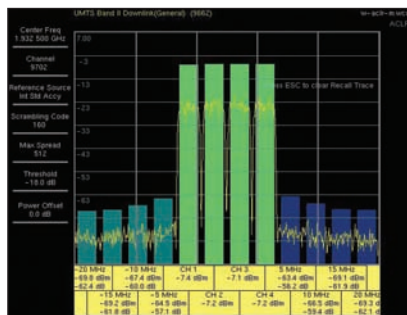 UMTS Band II Downlink(General) (9662)
ACLR
Center Freq
1.932 500 GHz
Channel
9702
Reference Source
Int Std Accy
Scrambling Code
160
Max Spread
512
Threshold
-18.0 dB
Power Offset
0.0 dB
7.00
-3
-13
-23
-33
-43
-53
-63
ESC to clear Recall Trace
-20 MHz
-69.8 dBm
-62.4 dB
-10 MHz
-67.4 dBm
-60.0 dB
CH 1
-7.4 dBm
CH 3
-7.1 dBm
5 MHz
-63.4 dBm
-56.2 dB
15 MHz
-69.1 dBm
-61.9 dB
-15 MHz
-69.2 dBm
-61.8 dB
-5 MHz
-64.5 dBm
-57.1 dB
CH 2
-7.2 dBm
CH 4
-7.2 dBm
10 MHz
-66.5 dBm
-59.4 dB
20 MHz
-69.3 dB
-62.1 dB